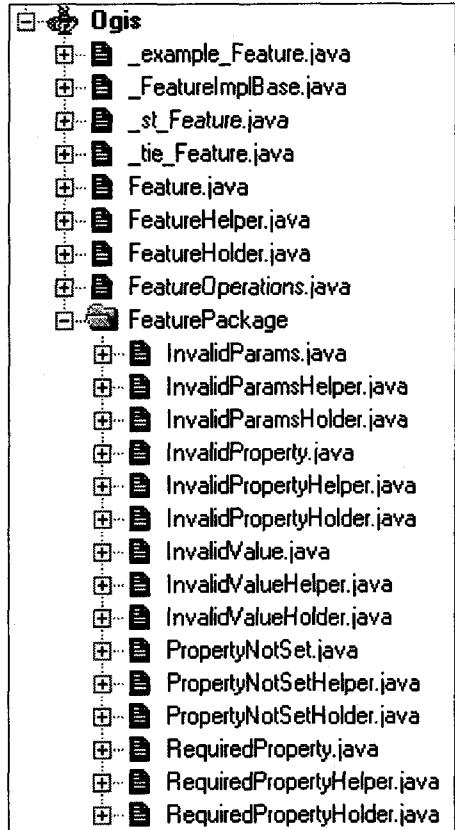 Ogis
_example_Feature.java
_FeatureImplBase.java
_st_Feature.java
_tie_Feature.java
Feature.java
FeatureHelper.java
FeatureHolder.java
FeatureOperations.java
FeaturePackage
InvalidParams.java
InvalidParamsHelper.java
InvalidParamsHolder.java
InvalidProperty.java
InvalidPropertyHelper.java
InvalidPropertyHolder.java
InvalidValue.java
InvalidValueHelper.java
InvalidValueHolder.java
PropertyNotSet.java
PropertyNotSetHelper.java
PropertyNotSetHolder.java
RequiredProperty.java
RequiredPropertyHelper.java
RequiredPropertyHolder.java